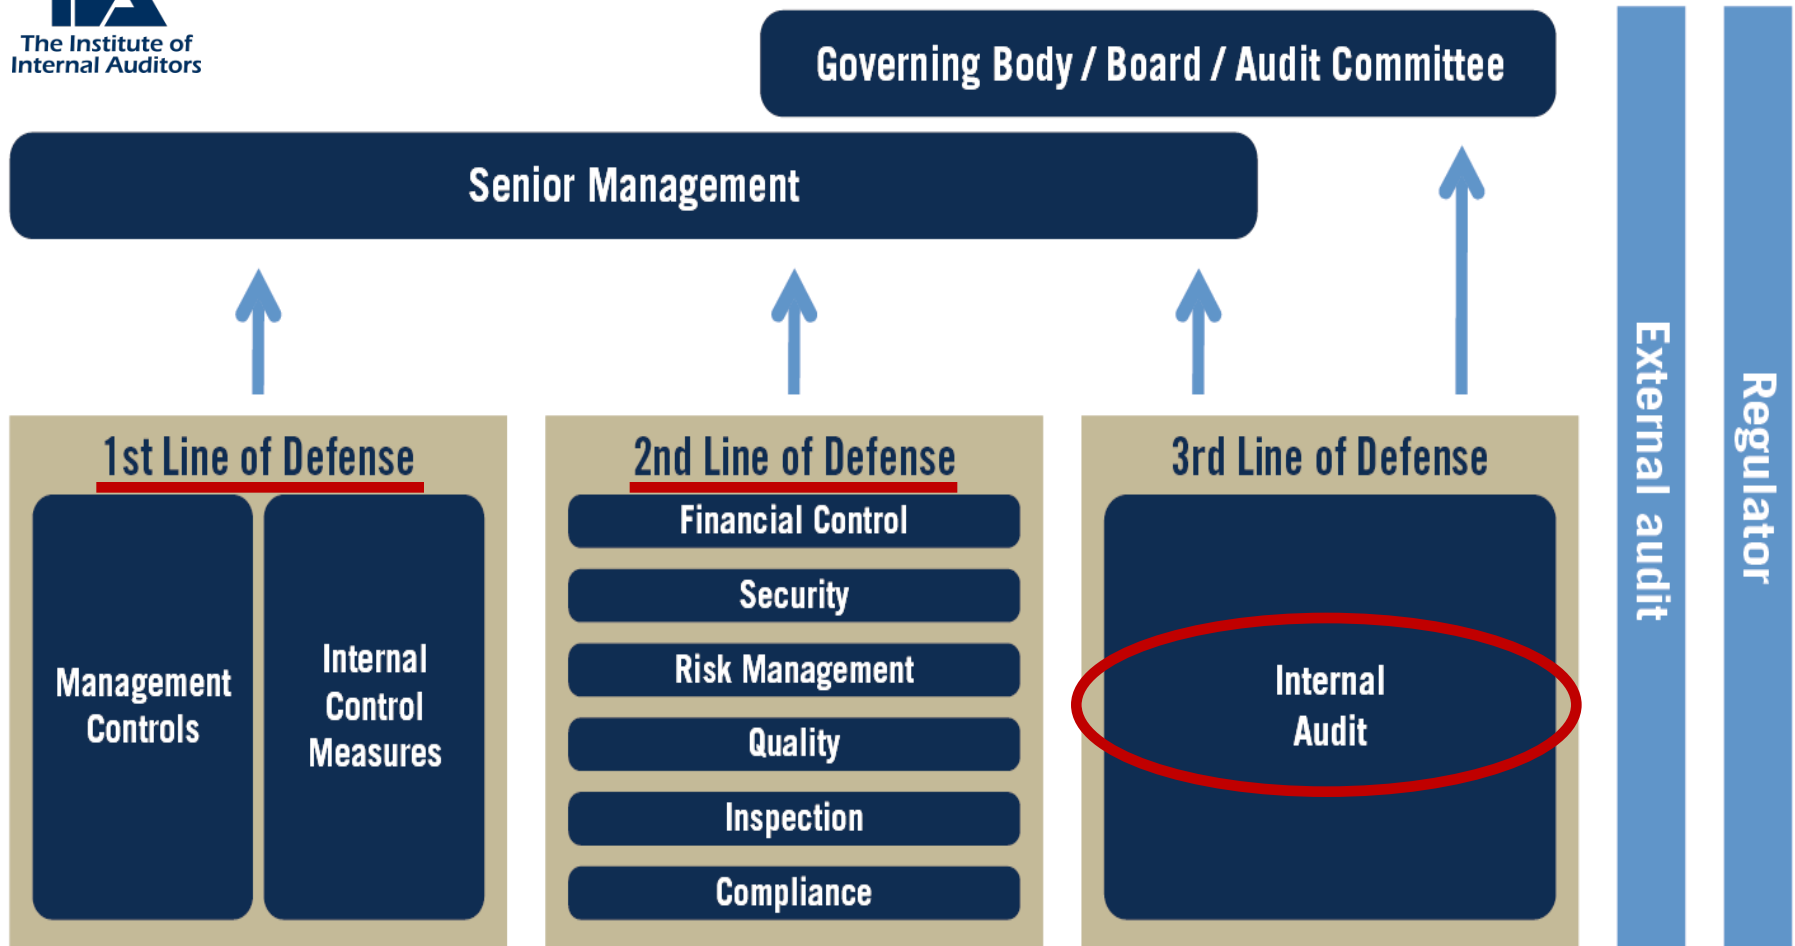 IIA
The Institute of
Internal Auditors
Governing Body / Board / Audit Committee
Senior Management
1st Line of Defense
Management
Controls
Internal
Control
Measures
2nd Line of Defense
Financial Control
Security
Risk Management
Quality
Inspection
Compliance
3rd Line of Defense
Internal
Audit
External audit
Regulator